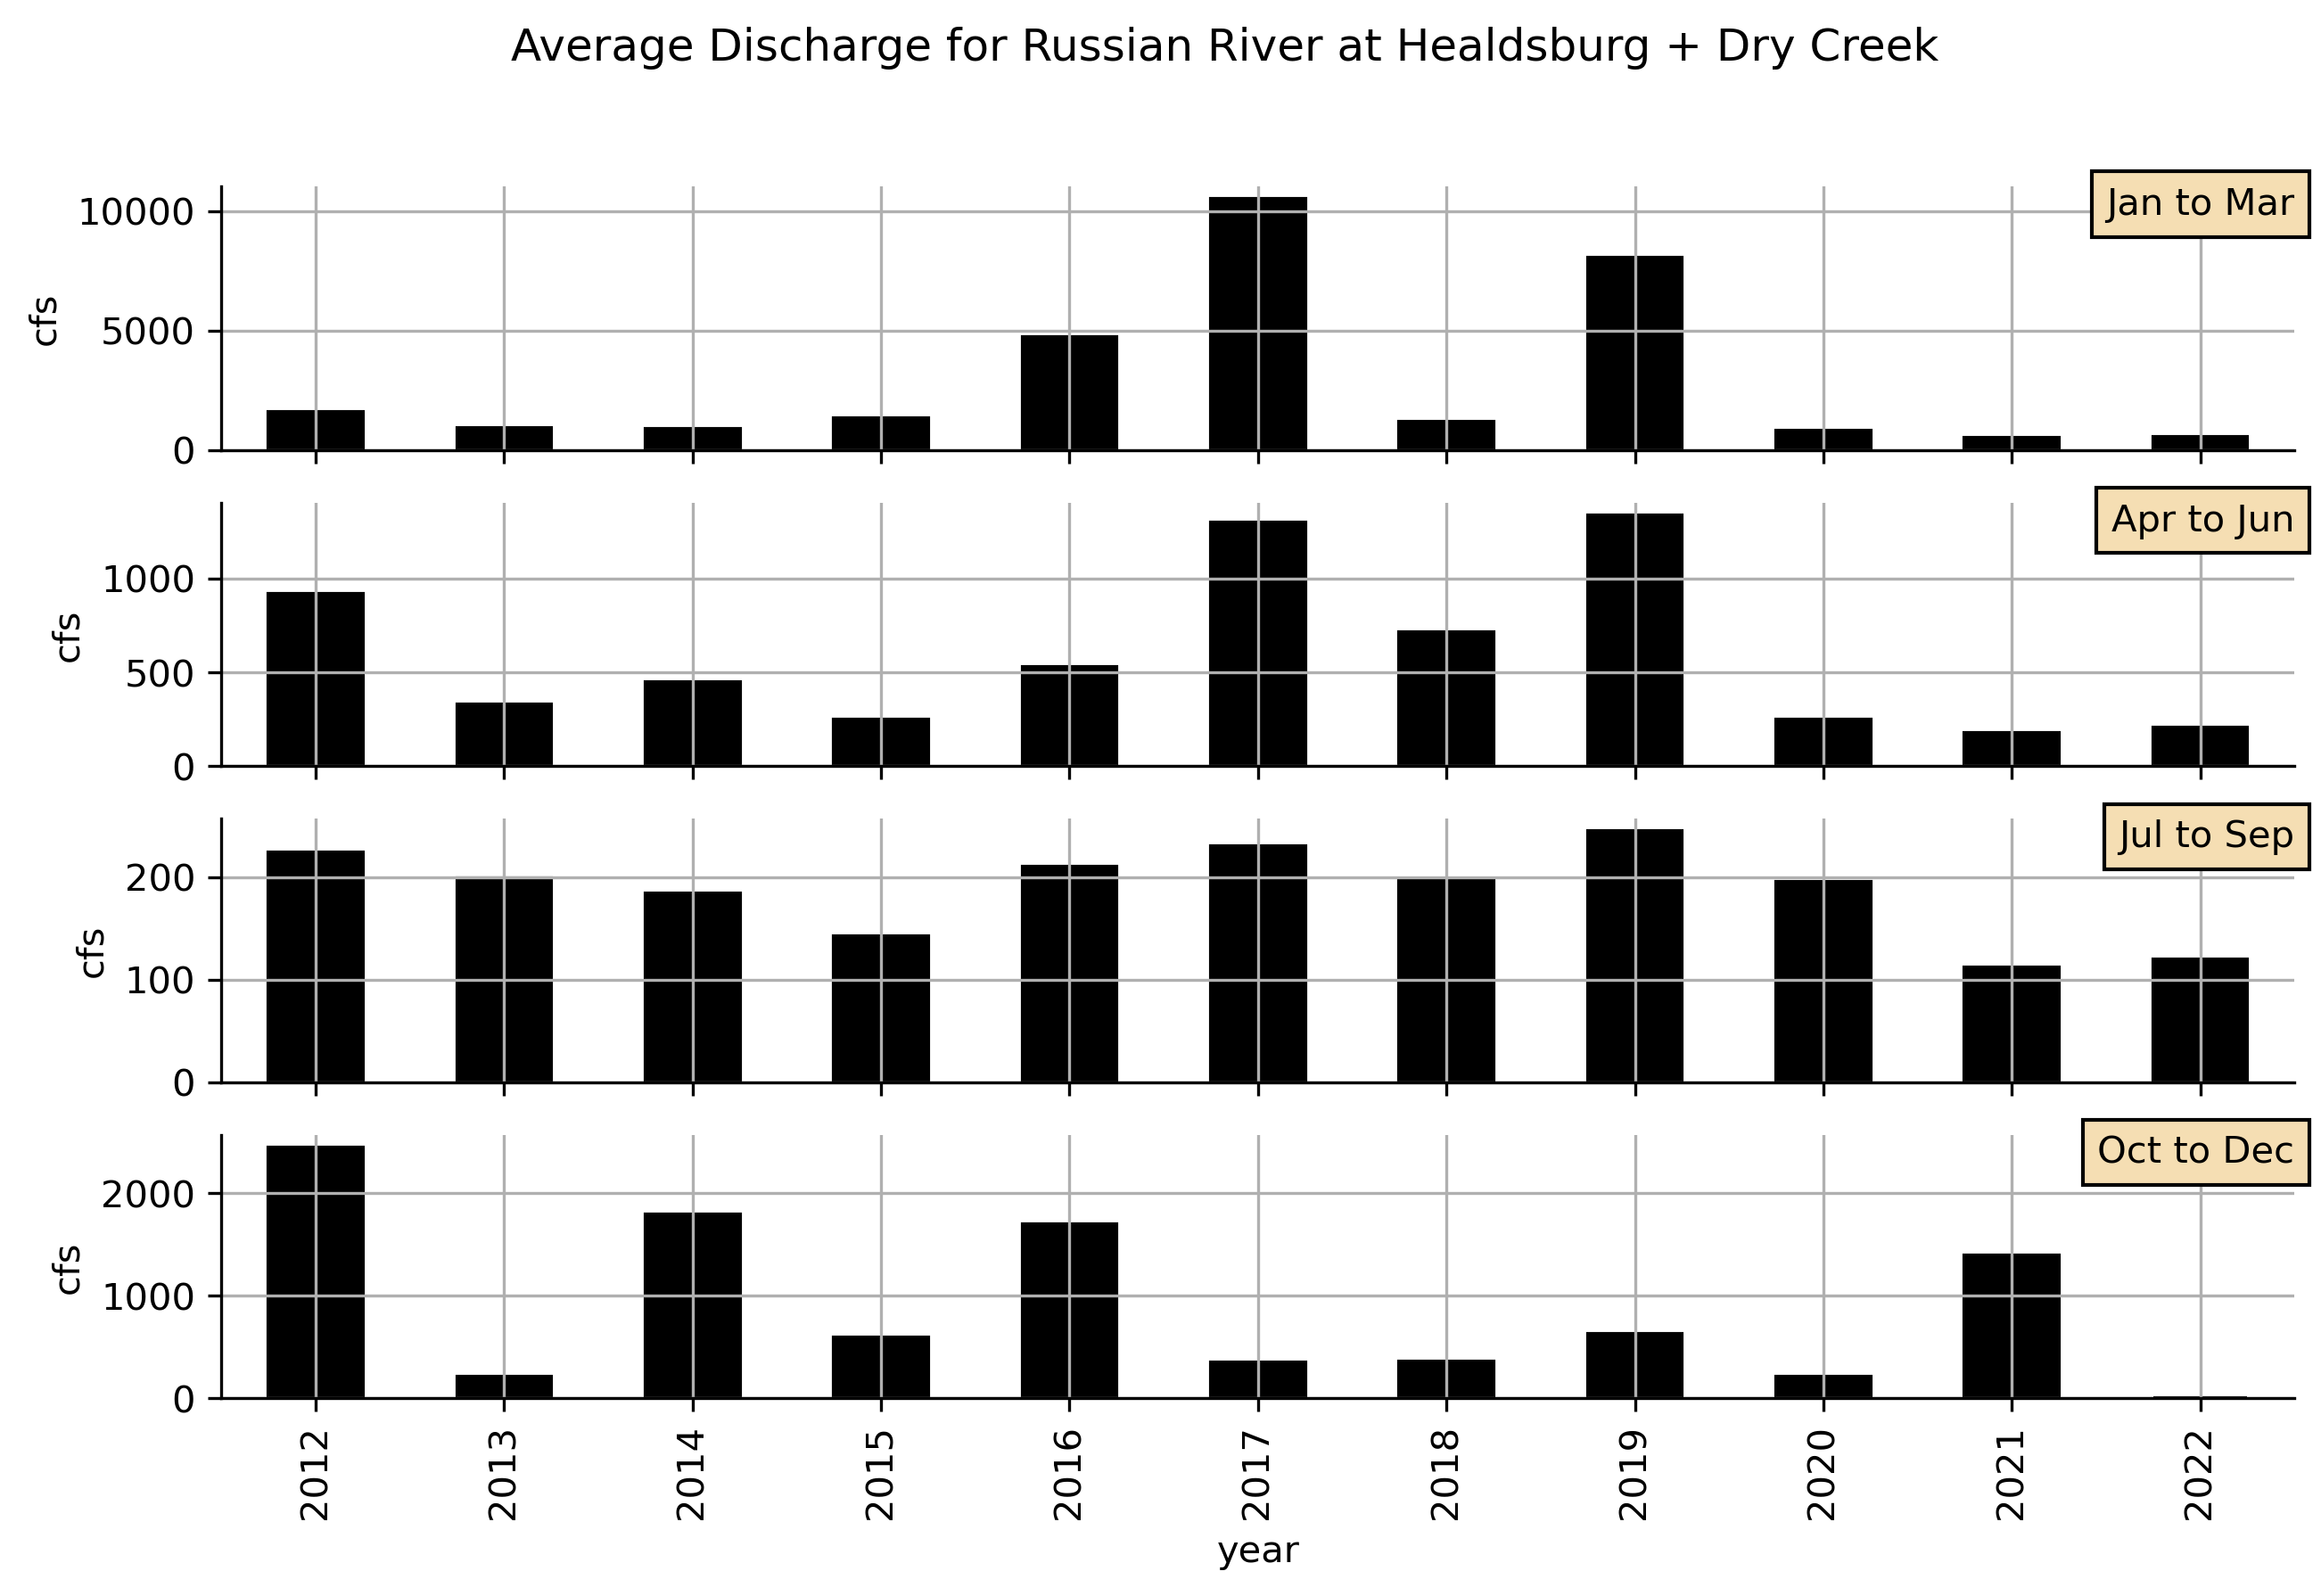 Average Discharge for Russian River at Healdsburg + Dry Creek
Jan to Mar
10000
5000
0
cfs
Apr to Jun
1000
500
0
cfs
Jul to Sep
200
100
0
cfs
Oct to Dec
2000
1000
0
cfs
2012
2013
2014
2015
2016
2017
2018
2019
2020
2021
2022
year